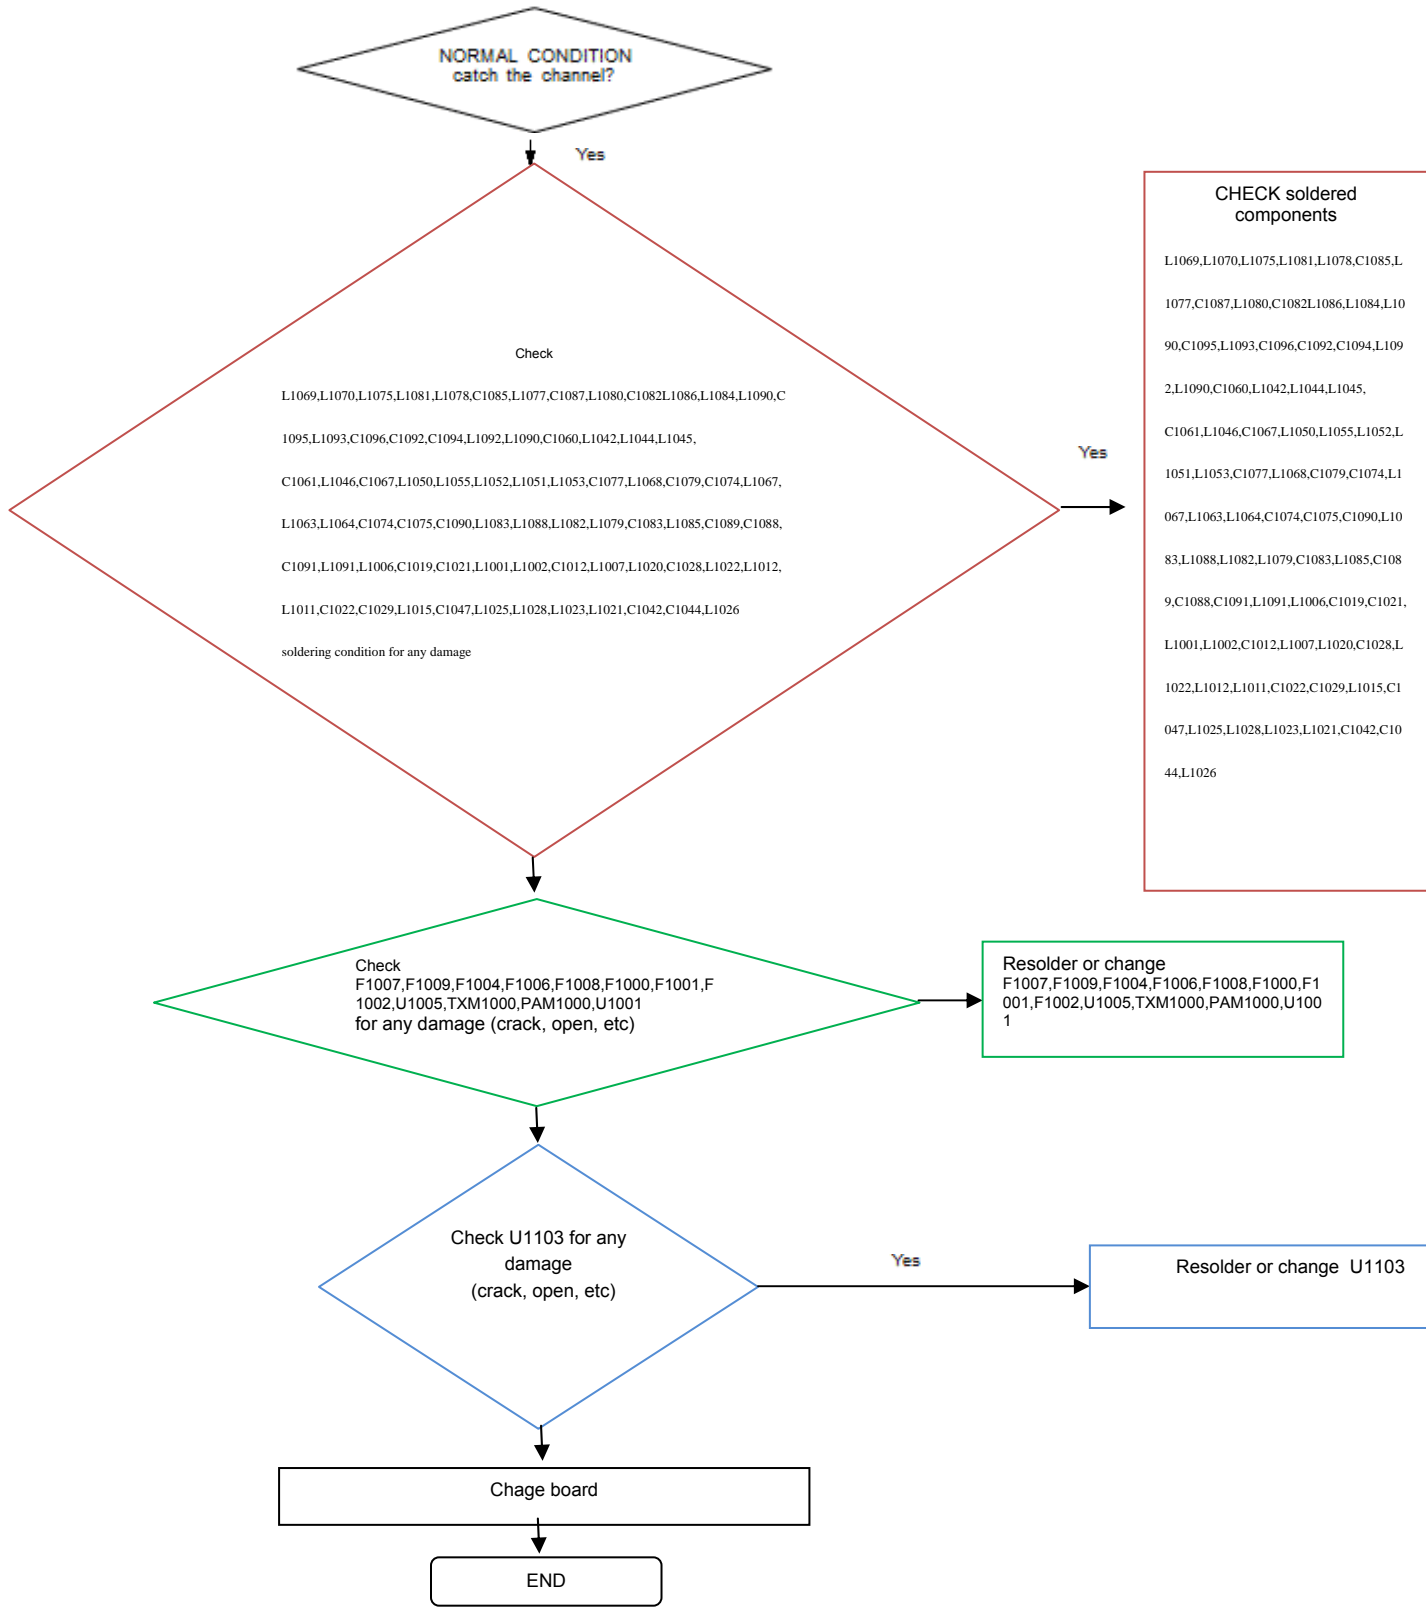 NORMAL CONDITION
catch the channel?
Yes
Check
L1069,L1070,L1075,L1081,L1078,C1085,L1077,C1087,L1080,C1082L1086,L1084,L1090,C
1095,L1093,C1096,C1092,C1094,L1092,L1090,C1060,L1042,L1044,L1045,
C1061,L1046,C1067,L1050,L1055,L1052,L1051,L1053,C1077,L1068,C1079,C1074,L1067,
L1063,L1064,C1074,C1075,C1090,L1083,L1088,L1082,L1079,C1083,L1085,C1089,C1088,
C1091,L1091,L1006,C1019,C1021,L1001,L1002,C1012,L1007,L1020,C1028,L1022,L1012,
L1011,C1022,C1029,L1015,C1047,L1025,L1028,L1023,L1021,C1042,C1044,L1026
soldering condition for any damage
Yes
CHECK soldered
components
L1069,L1070,L1075,L1081,L1078,C1085,L
1077,C1087,L1080,C1082L1086,L1084,L10
90,C1095,L1093,C1096,C1092,C1094,L109
2,L1090,C1060,L1042,L1044,L1045,
C1061,L1046,C1067,L1050,L1055,L1052,L
1051,L1053,C1077,L1068,C1079,C1074,L1
067,L1063,L1064,C1074,C1075,C1090,L10
83,L1088,L1082,L1079,C1083,L1085,C108
9,C1088,C1091,L1091,L1006,C1019,C1021,
L1001,L1002,C1012,L1007,L1020,C1028,L
1022,L1012,L1011,C1022,C1029,L1015,C1
047,L1025,L1028,L1023,L1021,C1042,C10
44,L1026
Check
F1007,F1009,F1004,F1006,F1008,F1000,F1001,F
1002,U1005,TXM1000,PAM1000,U1001
for any damage (crack, open, etc)
Resolder or change
F1007,F1009,F1004,F1006,F1008,F1000,F1
001,F1002,U1005,TXM1000,PAM1000,U100
1
Check U1103 for any
damage
(crack, open, etc)
Yes
Resolder or change U1103
Chage board
END